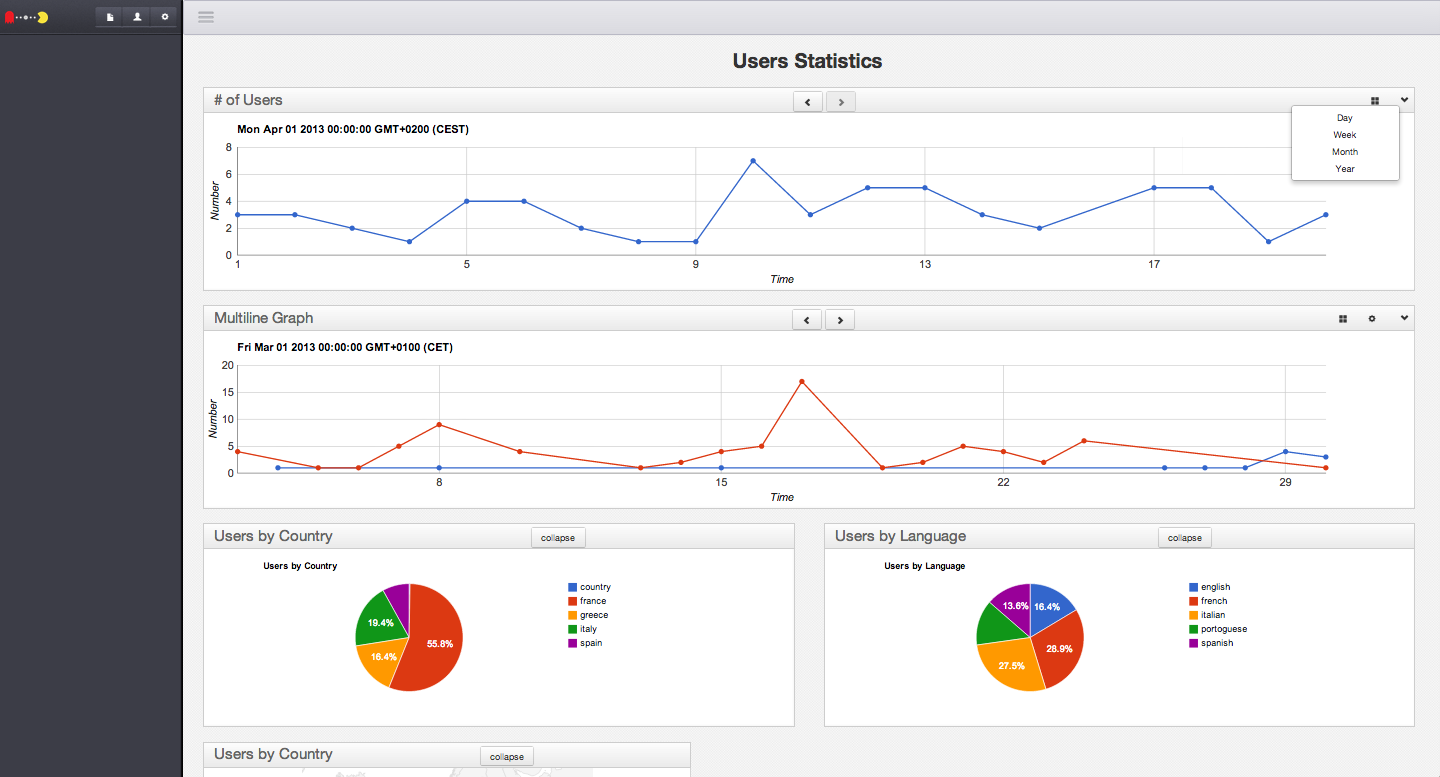 Users Statistics
# of Users
Day
Week
Month
Year
Mon Apr 01 2013 00:00:00 GMT+0200 (CEST)
8
6
4
2
0
Number
1 5 9 13 17
Time
Multiline Graph
Fri Mar 01 2013 00:00:00 GMT+0100 (CET)
20
15
10
5
0
Number
8 15 22 29
Time
Users by Country collapse
Users by Country
country
france
greece
italy
spain
19.4%
55.8%
16.4%
Users by Language collapse
Users by Language
english
french
italian
portoguese
spanish
13.6% 16.4%
28.9%
27.5%
Users by Country collapse